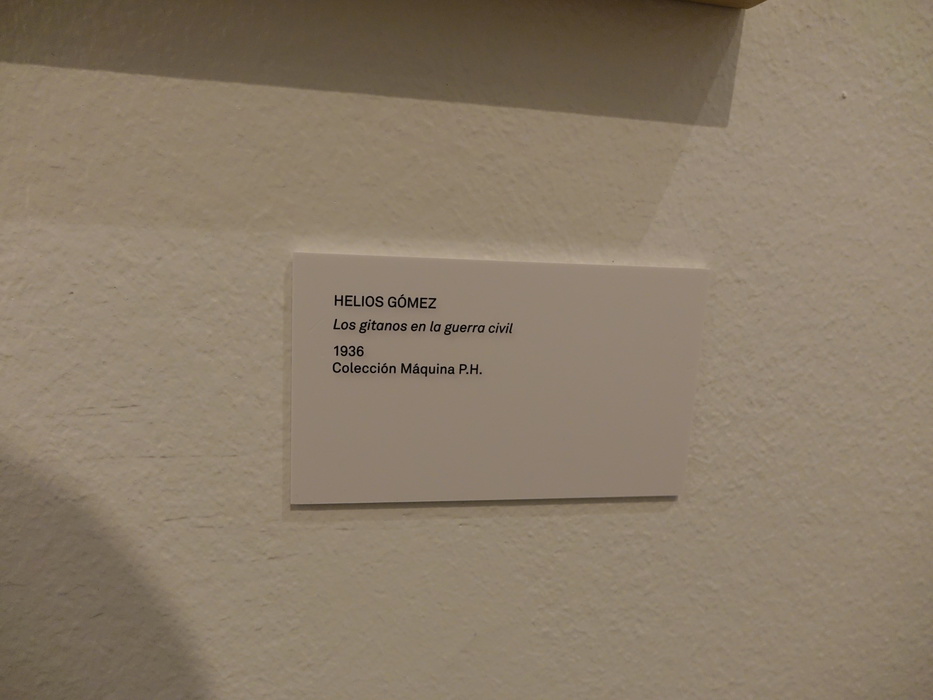 HELIOS GÓMEZ
Los gitanos en la guerra civil
1936
Colección Máquina P.H.